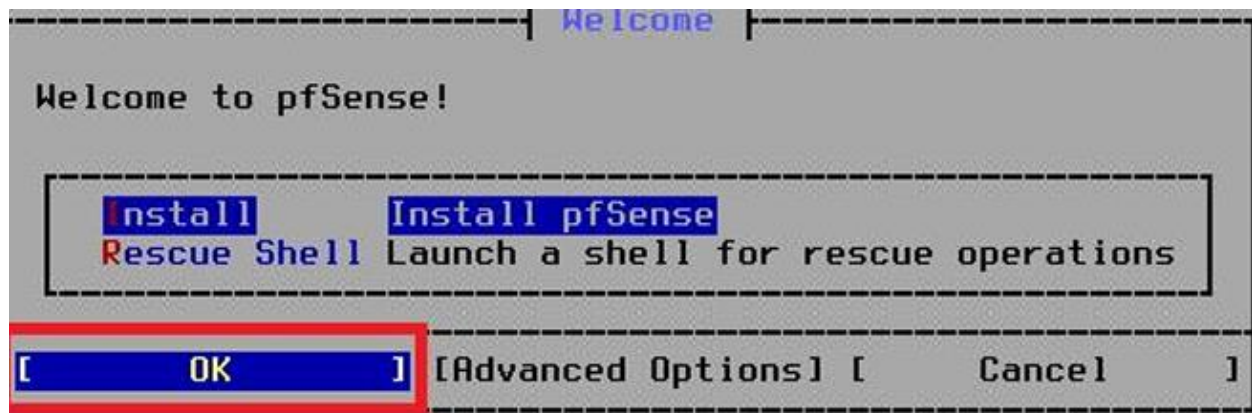 Welcome
Welcome to pfSense!
Install Install pfSense
Rescue Shell Launch a shell for rescue operations
[ OK ] [Advanced Options] [ Cancel ]